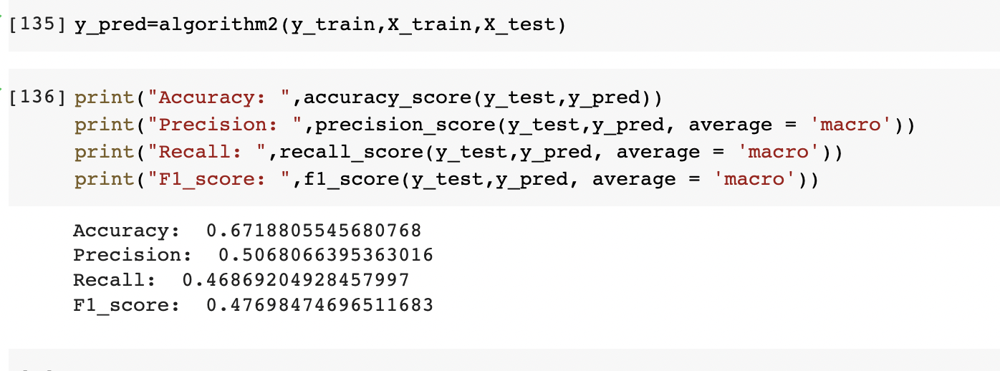 [135] y_pred=algorithm2(y_train,X_train,X_test)
[136] print("Accuracy: ",accuracy_score(y_test,y_pred))
print("Precision: ",precision_score(y_test,y_pred, average = 'macro'))
print("Recall: ",recall_score(y_test,y_pred, average = 'macro'))
print("F1_score: ",f1_score(y_test,y_pred, average = 'macro'))
Accuracy:  0.6718805545680768
Precision:  0.5068066395363016
Recall:  0.46869204928457997
F1_score:  0.47698474696511683